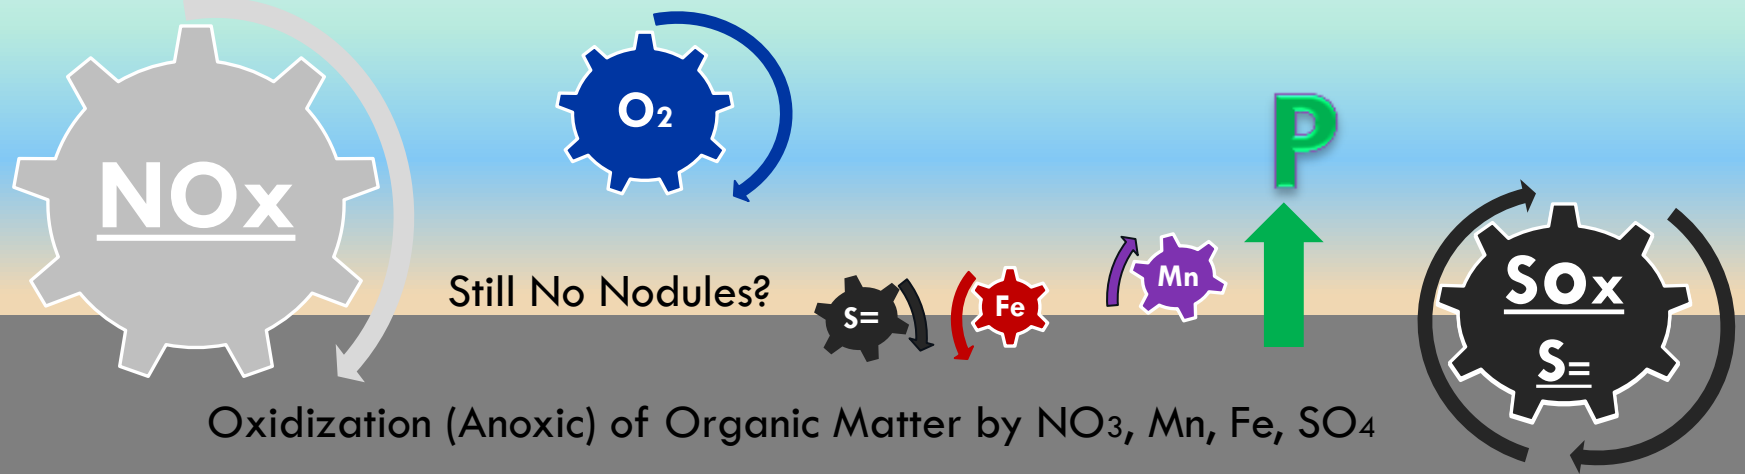 NOx
O2
P
Mn
Still No Nodules?
S=
Fe
SOx
S=
Oxidization (Anoxic) of Organic Matter by NO3, Mn, Fe, SO4